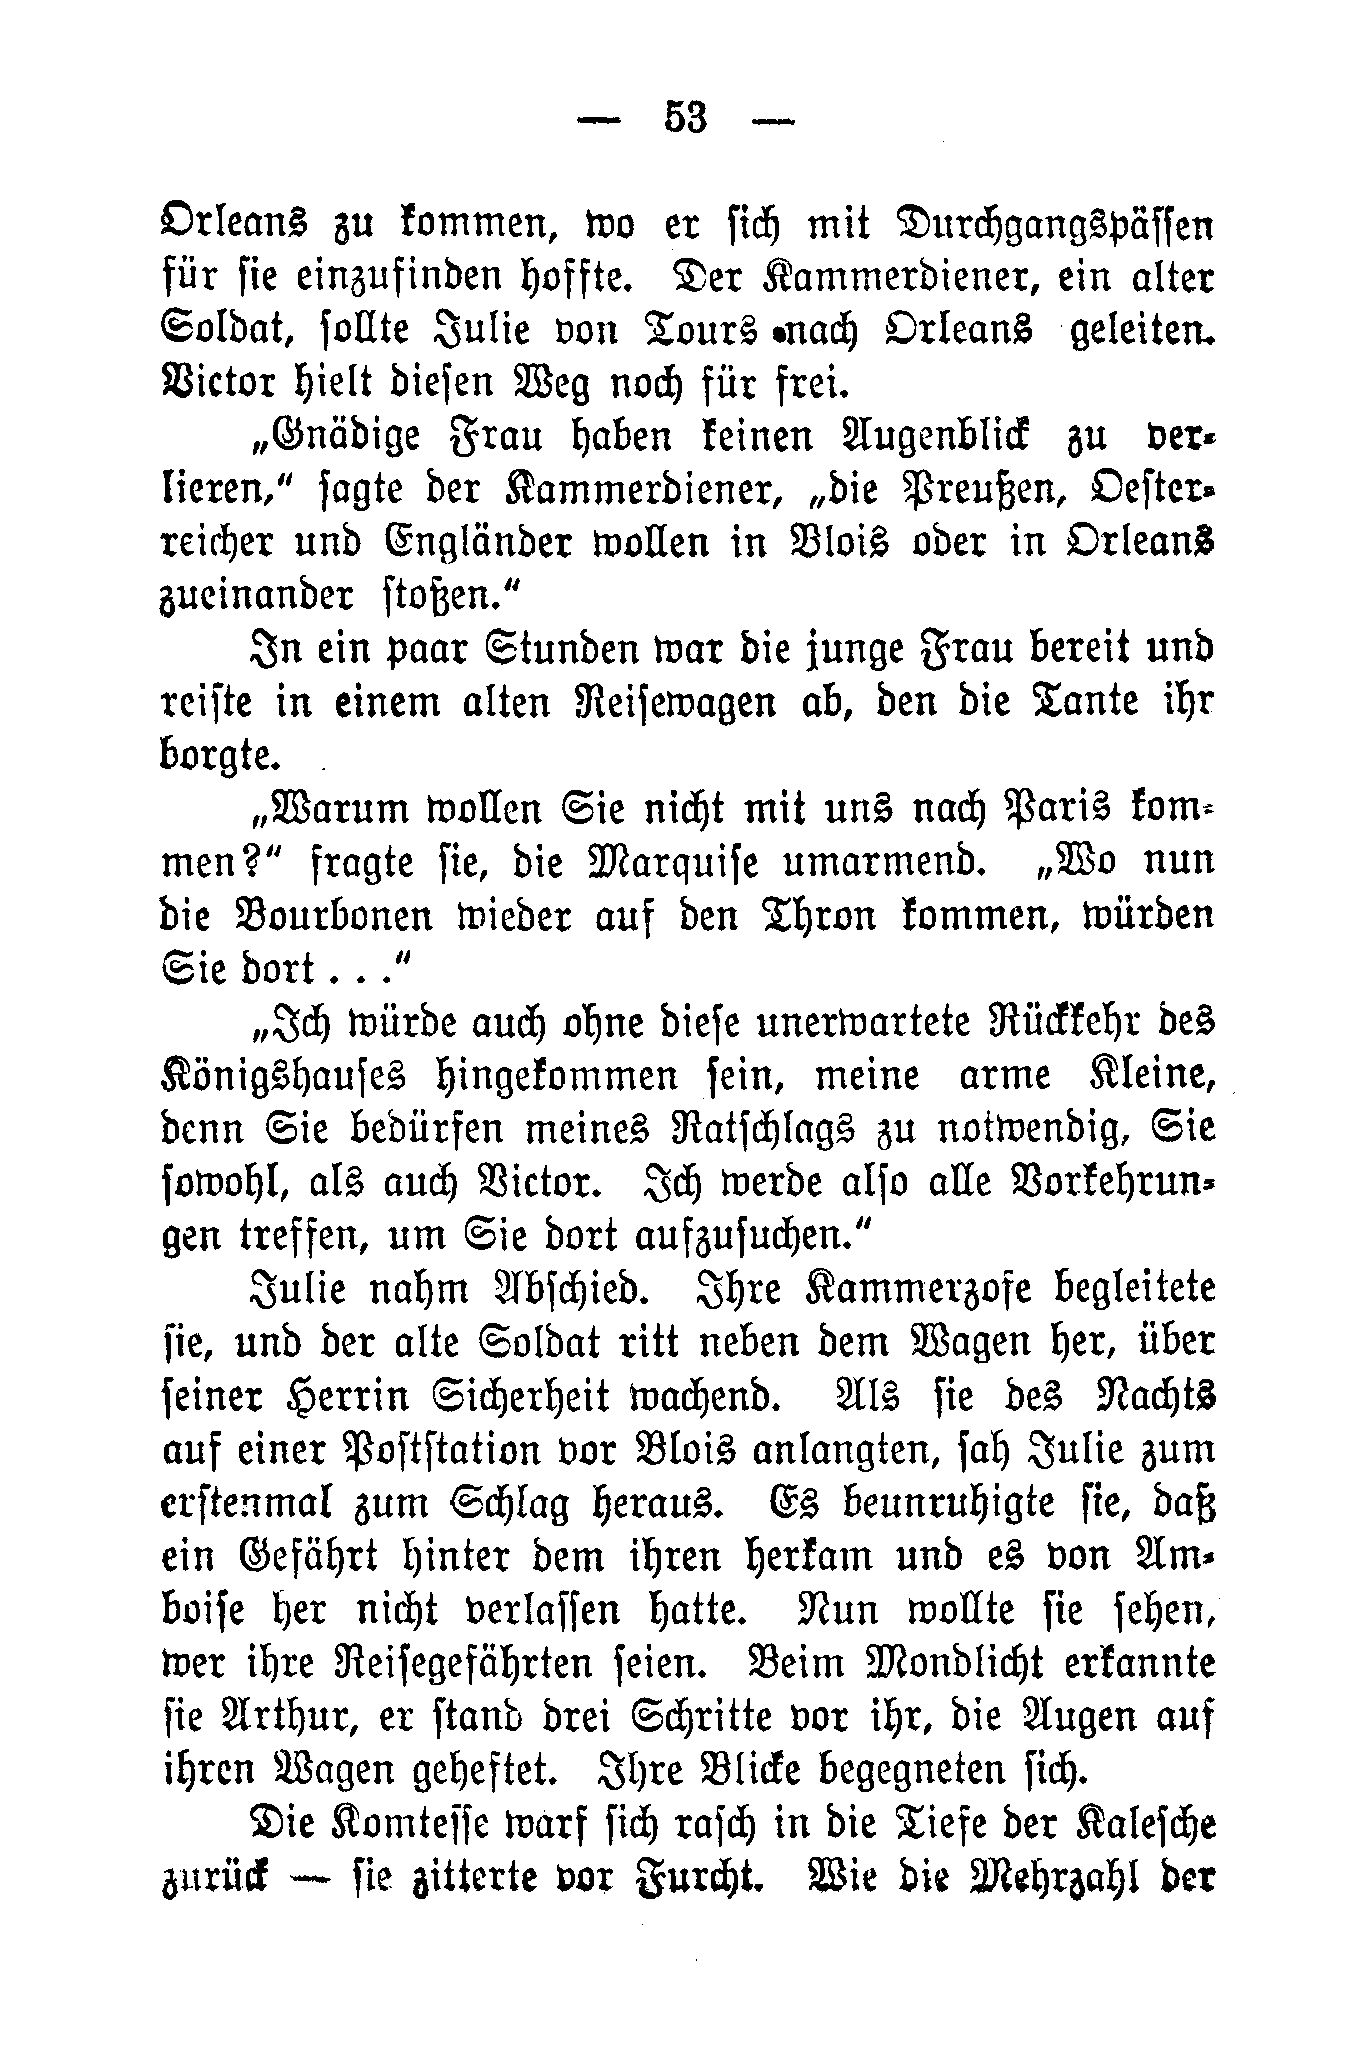 — 53 —
Orleans zu kommen, wo er sich mit Durchgangspässen
für sie einzufinden hoffte. Der Kammerdiener, ein alter
Soldat, sollte Julie von Tours nach Orleans geleiten.
Victor hielt diesen Weg noch für frei.
„Gnädige Frau haben keinen Augenblick zu ver-
lieren,“ sagte der Kammerdiener, „die Preußen, Oester-
reicher und Engländer wollen in Blois oder in Orleans
zueinander stoßen.“
In ein paar Stunden war die junge Frau bereit und
reiste in einem alten Reisewagen ab, den die Tante ihr
borgte.
„Warum wollen Sie nicht mit uns nach Paris kom-
men?“ fragte sie, die Marquise umarmend. „Wo nun
die Bourbonen wieder auf den Thron kommen, würden
Sie dort . . .“
„Ich würde auch ohne diese unerwartete Rückkehr des
Königshauses hingekommen sein, meine arme Kleine,
denn Sie bedürfen meines Ratschlags zu notwendig, Sie
sowohl, als auch Victor. Ich werde also alle Vorkehrun-
gen treffen, um Sie dort aufzusuchen.“
Julie nahm Abschied. Ihre Kammerzofe begleitete
sie, und der alte Soldat ritt neben dem Wagen her, über
seiner Herrin Sicherheit wachend. Als sie des Nachts
auf einer Poststation vor Blois anlangten, sah Julie zum
erstenmal zum Schlag heraus. Es beunruhigte sie, daß
ein Gefährt hinter dem ihren herkam und es von Am-
boise her nicht verlassen hatte. Nun wollte sie sehen,
wer ihre Reisegefährten seien. Beim Mondlicht erkannte
sie Arthur, er stand drei Schritte vor ihr, die Augen auf
ihren Wagen geheftet. Ihre Blicke begegneten sich.
Die Komtesse warf sich rasch in die Tiefe der Kalesche
zurück — sie zitterte vor Furcht. Wie die Mehrzahl der